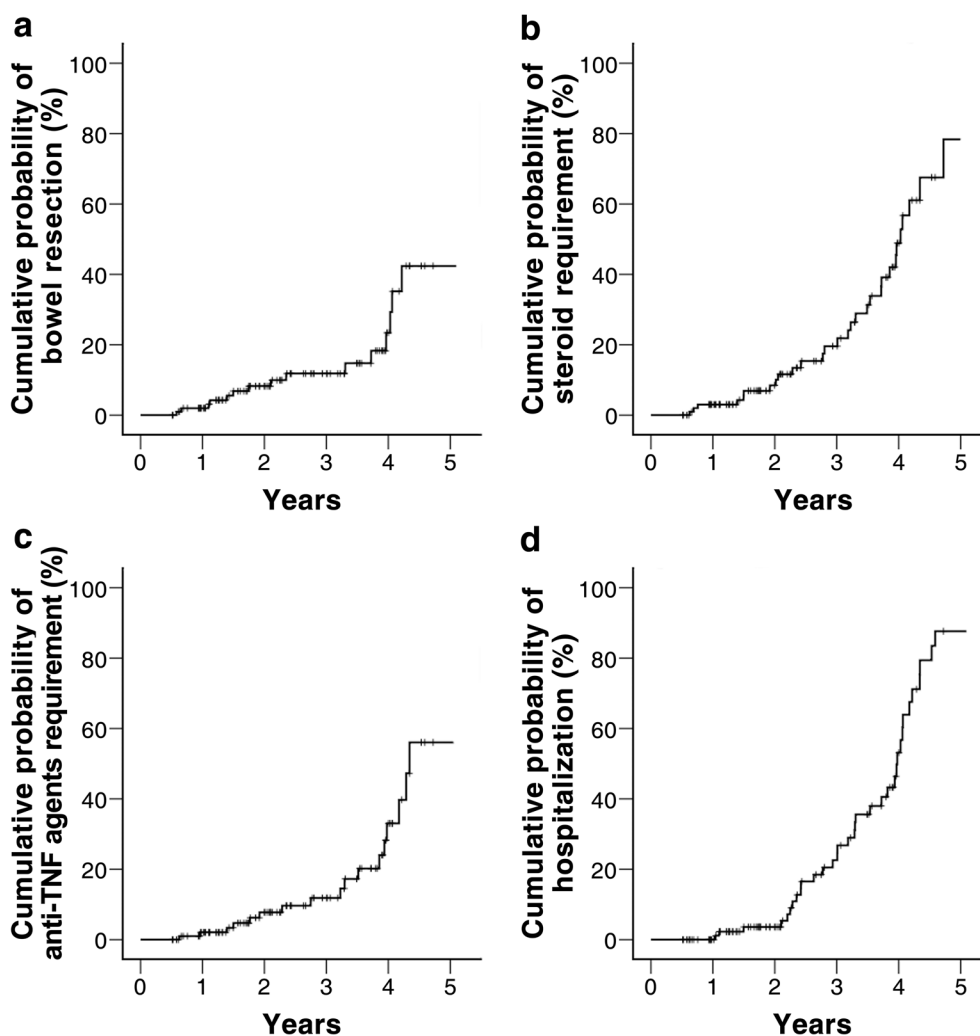 a
Cumulative probability of
bowel resection (%)
100
80
60
40
20
0
0 1 2 3 4 5
Years
b
Cumulative probability of
steroid requirement (%)
100
80
60
40
20
0
0 1 2 3 4 5
Years
c
Cumulative probability of
anti-TNF agents requirement (%)
100
80
60
40
20
0
0 1 2 3 4 5
Years
d
Cumulative probability of
hospitalization (%)
100
80
60
40
20
0
0 1 2 3 4 5
Years